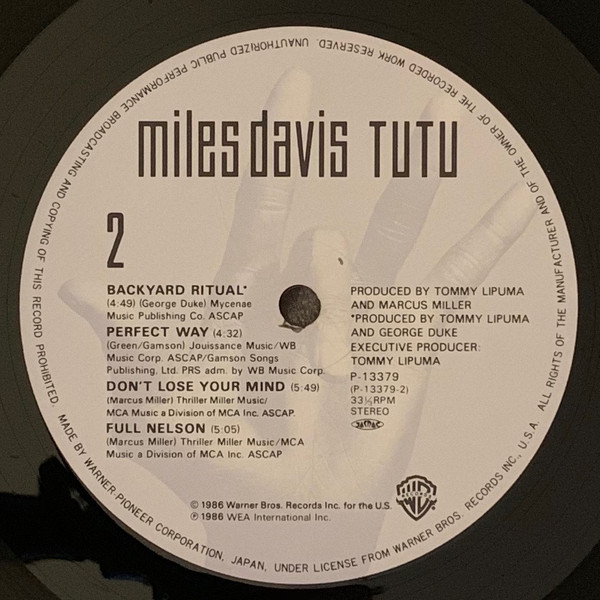 miles davis TUTU
2
BACKYARD RITUAL*
(4:49) (George Duke) Mycenae
Music Publishing Co. ASCAP
PERFECT WAY (4:32)
(Green/Gamson) Jouissance Music/WB
Music Corp. ASCAP/Gamson Songs
Publishing, Ltd. PRS adm. by WB Music Corp.
DON'T LOSE YOUR MIND (5:49)
(Marcus Miller) Thriller Miller Music/
MCA Music a Division of MCA Inc. ASCAP.
FULL NELSON (5:05)
(Marcus Miller) Thriller Miller Music/MCA
Music a Division of MCA Inc. ASCAP
PRODUCED BY TOMMY LIPUMA
AND MARCUS MILLER
*PRODUCED BY TOMMY LIPUMA
AND GEORGE DUKE
EXECUTIVE PRODUCER:
TOMMY LIPUMA
P-13379
(P-13379-2)
33⅓RPM
STEREO
JASRAC
© 1986 Warner Bros. Records Inc. for the U.S.
℗ 1986 WEA International Inc.
WB
RECORDS
MADE BY WARNER-PIONEER CORPORATION, JAPAN, UNDER LICENSE FROM WARNER BROS. RECORDS INC., U.S.A. ALL RIGHTS OF THE MANUFACTURER AND OF THE OWNER OF THE RECORDED WORK RESERVED. UNAUTHORIZED PUBLIC PERFORMANCE BROADCASTING AND COPYING OF THIS RECORD PROHIBITED.